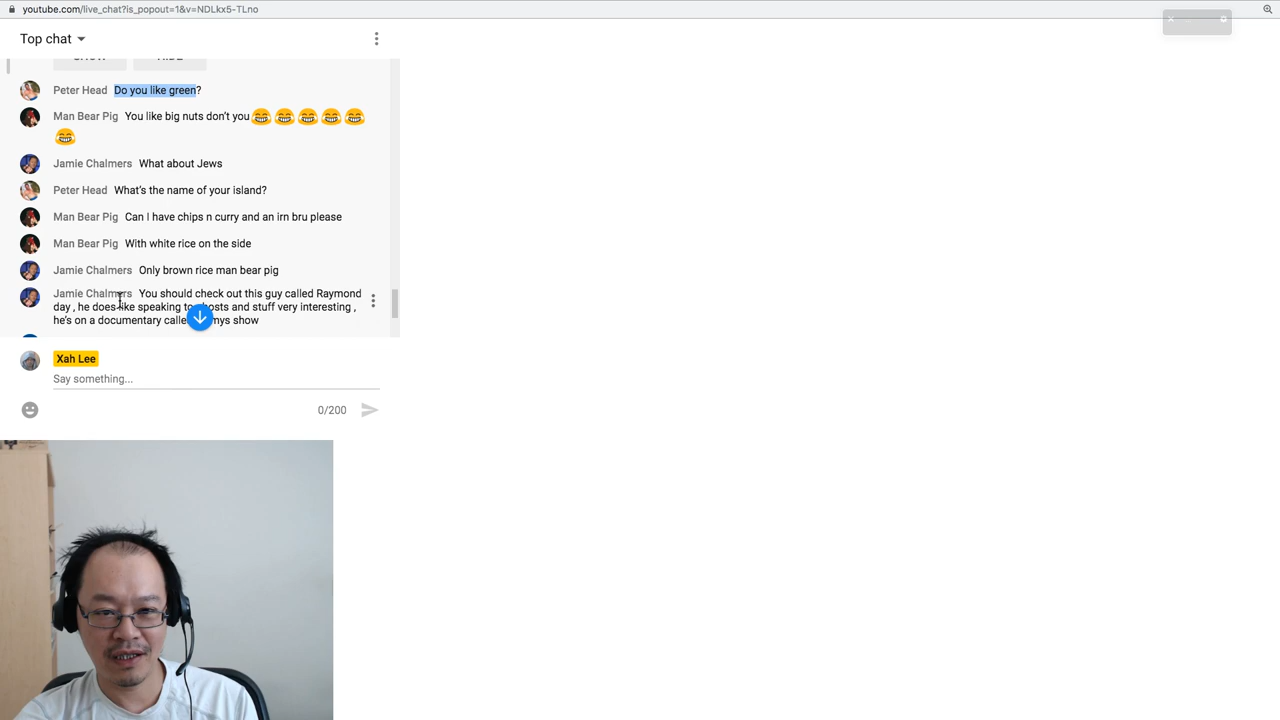 youtube.com/live_chat?is_popout=1&v=NDLkx5-TLno
Top chat
Peter Head Do you like green?
Man Bear Pig You like big nuts don't you😂😂😂😂😂
😂
Jamie Chalmers What about Jews
Peter Head What's the name of your island?
Man Bear Pig Can I have chips n curry and an irn bru please
Man Bear Pig With white rice on the side
Jamie Chalmers Only brown rice man bear pig
Jamie Chalmers You should check out this guy called Raymond
day , he does like speaking to and stuff very interesting ,
he's on a documentary show
Xah Lee
Say something...
0/200